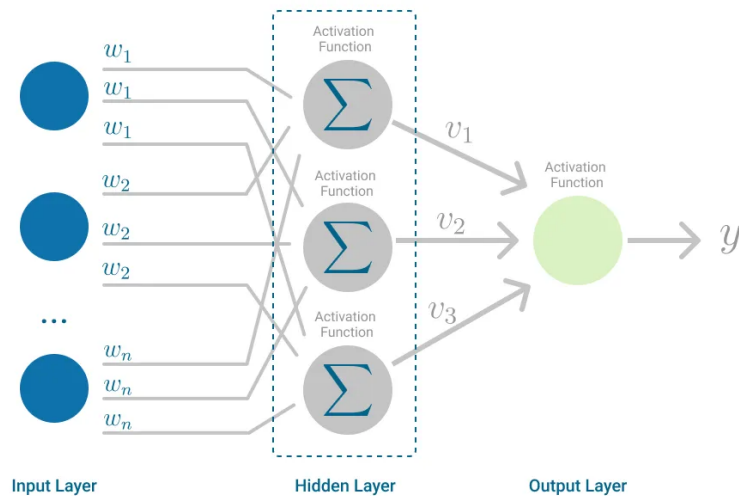 Activation
Function
w₁
w₁
w₁
∑
v₁
Activation
Function
w₂
w₂
w₂
∑
v₂
Activation
Function
y
...
Activation
Function
v₃
wₙ
wₙ
wₙ
∑
Input Layer
Hidden Layer
Output Layer